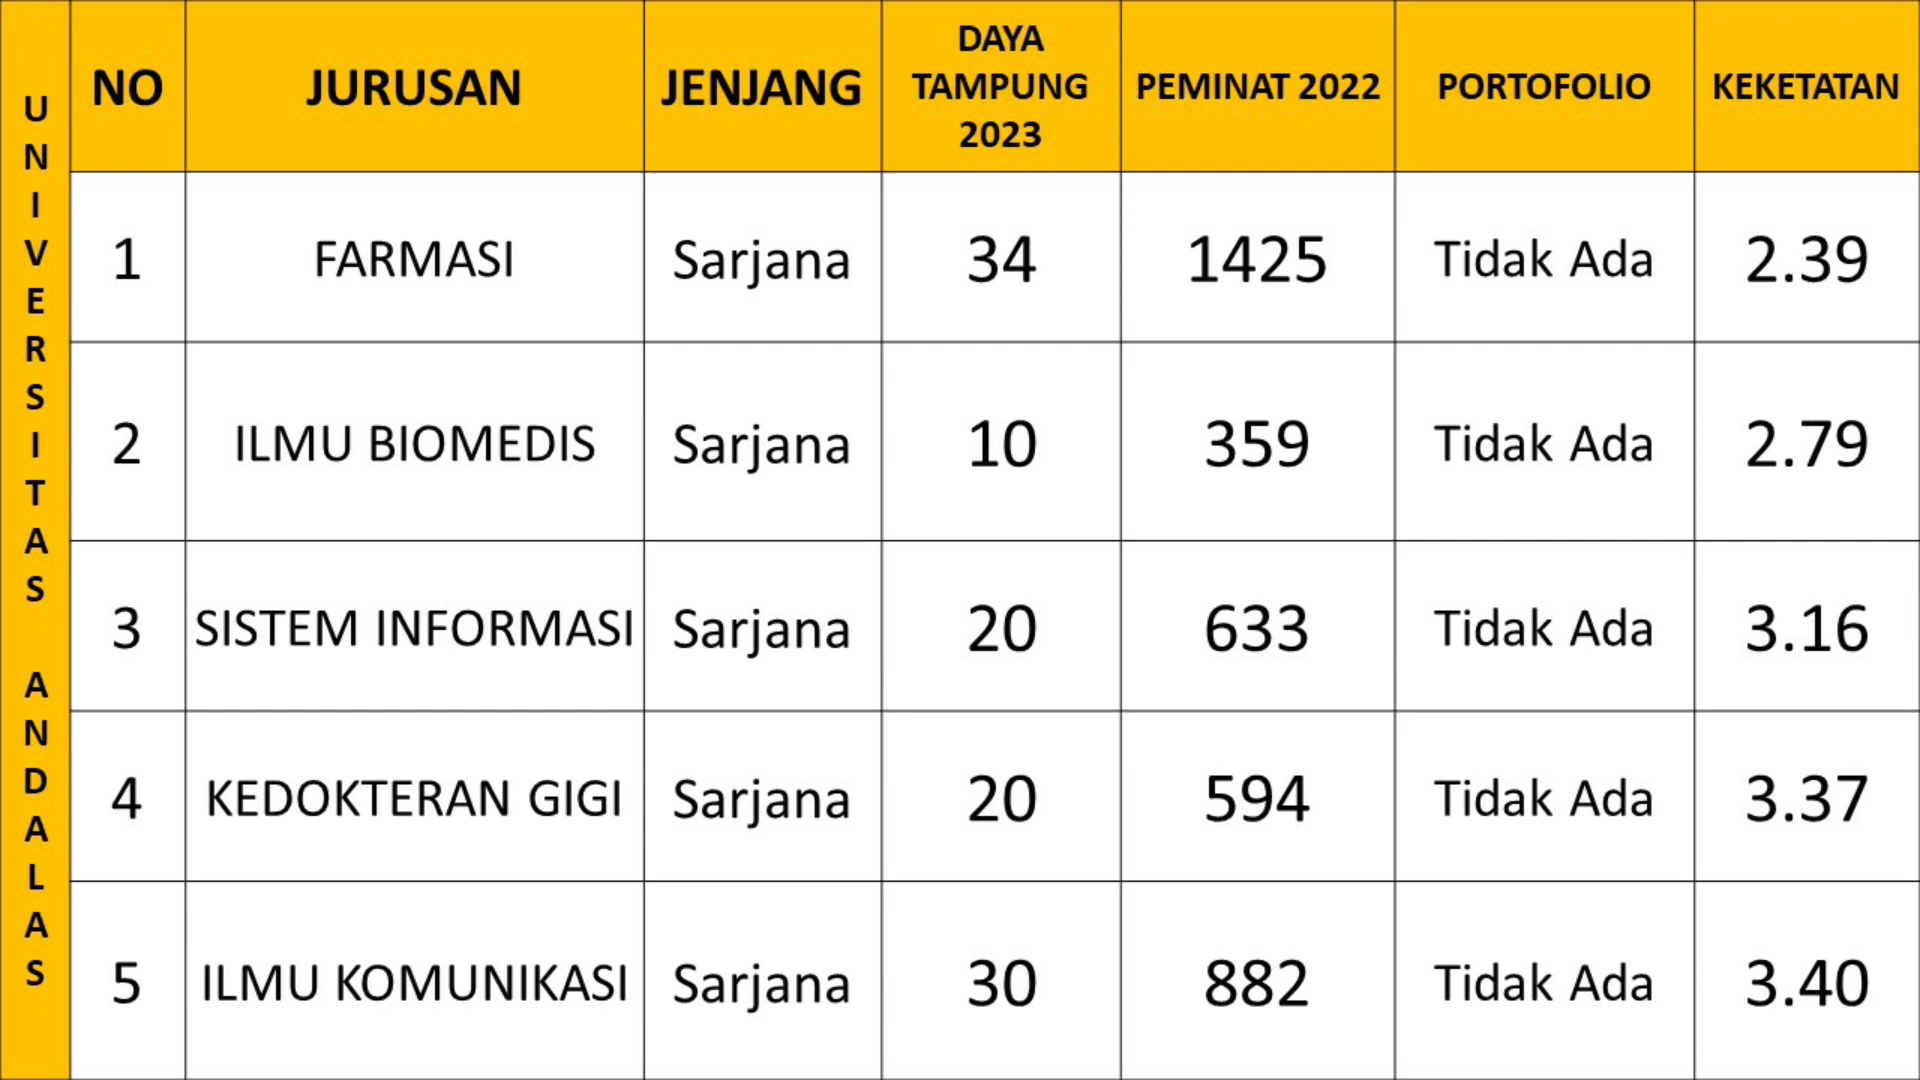 UNIVERSITAS ANDALAS
NO JURUSAN JENJANG DAYA TAMPUNG 2023 PEMINAT 2022 PORTOFOLIO KEKETATAN
1 FARMASI Sarjana 34 1425 Tidak Ada 2.39
2 ILMU BIOMEDIS Sarjana 10 359 Tidak Ada 2.79
3 SISTEM INFORMASI Sarjana 20 633 Tidak Ada 3.16
4 KEDOKTERAN GIGI Sarjana 20 594 Tidak Ada 3.37
5 ILMU KOMUNIKASI Sarjana 30 882 Tidak Ada 3.40